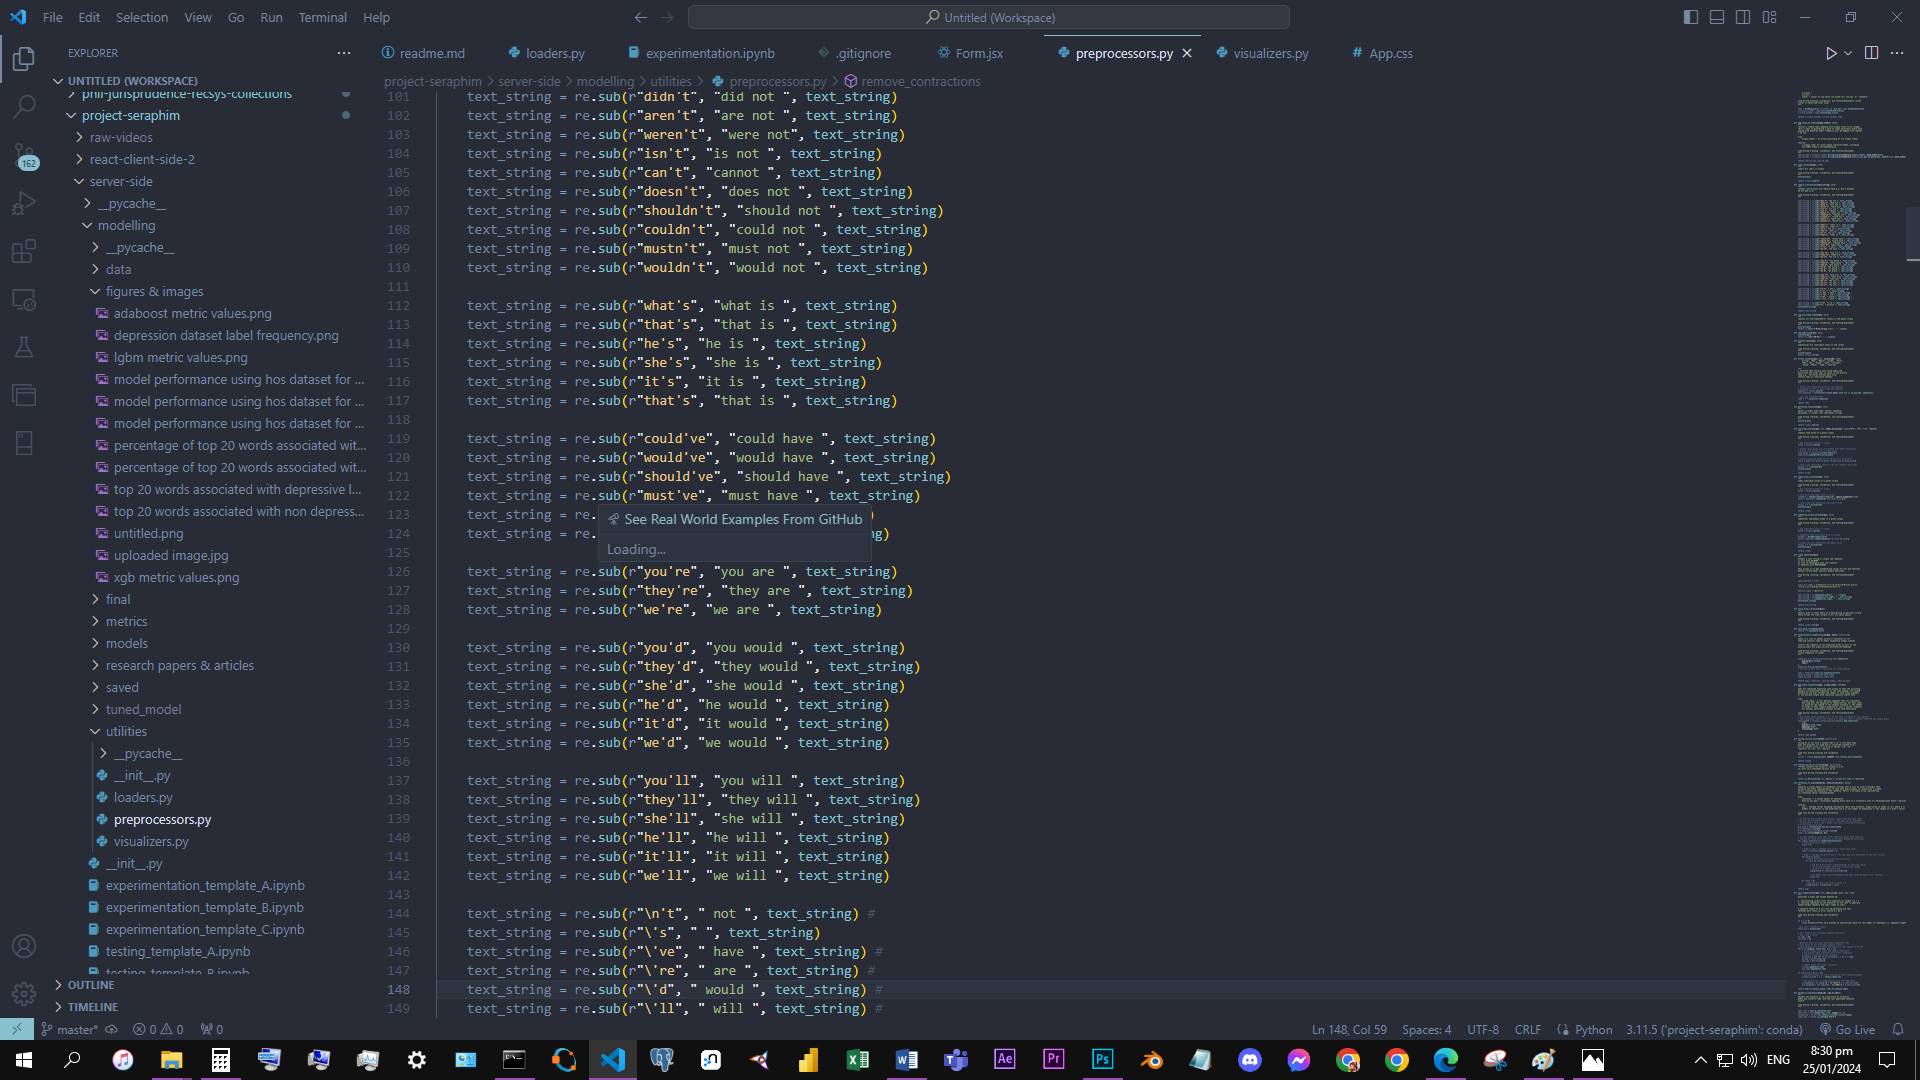 File Edit Selection View Go Run Terminal Help
Untitled (Workspace)
EXPLORER
UNTITLED (WORKSPACE)
phil-jurisprudence-recsys-collections
project-seraphim
raw-videos
react-client-side-2
server-side
__pycache__
modelling
__pycache__
data
figures & images
adaboost metric values.png
depression dataset label frequency.png
lgbm metric values.png
model performance using hos dataset for ...
model performance using hos dataset for ...
model performance using hos dataset for ...
percentage of top 20 words associated wit...
percentage of top 20 words associated wit...
top 20 words associated with depressive l...
top 20 words associated with non depress...
untitled.png
uploaded image.jpg
xgb metric values.png
final
metrics
models
research papers & articles
saved
tuned_model
utilities
__pycache__
__init__.py
loaders.py
preprocessors.py
visualizers.py
__init__.py
experimentation_template_A.ipynb
experimentation_template_B.ipynb
experimentation_template_C.ipynb
testing_template_A.ipynb
testing_template_B.ipynb
OUTLINE
TIMELINE
162
readme.md loaders.py experimentation.ipynb .gitignore Form.jsx preprocessors.py visualizers.py App.css
project-seraphim > server-side > modelling > utilities > preprocessors.py > remove_contractions
101 text_string = re.sub(r"didn't", "did not ", text_string)
102 text_string = re.sub(r"aren't", "are not ", text_string)
103 text_string = re.sub(r"weren't", "were not", text_string)
104 text_string = re.sub(r"isn't", "is not ", text_string)
105 text_string = re.sub(r"can't", "cannot ", text_string)
106 text_string = re.sub(r"doesn't", "does not ", text_string)
107 text_string = re.sub(r"shouldn't", "should not ", text_string)
108 text_string = re.sub(r"couldn't", "could not ", text_string)
109 text_string = re.sub(r"mustn't", "must not ", text_string)
110 text_string = re.sub(r"wouldn't", "would not ", text_string)
111
112 text_string = re.sub(r"what's", "what is ", text_string)
113 text_string = re.sub(r"that's", "that is ", text_string)
114 text_string = re.sub(r"he's", "he is ", text_string)
115 text_string = re.sub(r"she's", "she is ", text_string)
116 text_string = re.sub(r"it's", "it is ", text_string)
117 text_string = re.sub(r"that's", "that is ", text_string)
118
119 text_string = re.sub(r"could've", "could have ", text_string)
120 text_string = re.sub(r"would've", "would have ", text_string)
121 text_string = re.sub(r"should've", "should have ", text_string)
122 text_string = re.sub(r"must've", "must have ", text_string)
123 text_string = re. )
See Real World Examples From GitHub
124 text_string = re. g)
Loading...
125
126 text_string = re.sub(r"you're", "you are ", text_string)
127 text_string = re.sub(r"they're", "they are ", text_string)
128 text_string = re.sub(r"we're", "we are ", text_string)
129
130 text_string = re.sub(r"you'd", "you would ", text_string)
131 text_string = re.sub(r"they'd", "they would ", text_string)
132 text_string = re.sub(r"she'd", "she would ", text_string)
133 text_string = re.sub(r"he'd", "he would ", text_string)
134 text_string = re.sub(r"it'd", "it would ", text_string)
135 text_string = re.sub(r"we'd", "we would ", text_string)
136
137 text_string = re.sub(r"you'll", "you will ", text_string)
138 text_string = re.sub(r"they'll", "they will ", text_string)
139 text_string = re.sub(r"she'll", "she will ", text_string)
140 text_string = re.sub(r"he'll", "he will ", text_string)
141 text_string = re.sub(r"it'll", "it will ", text_string)
142 text_string = re.sub(r"we'll", "we will ", text_string)
143
144 text_string = re.sub(r"\n't", " not ", text_string) #
145 text_string = re.sub(r"\'s", " ", text_string)
146 text_string = re.sub(r"\'ve", " have ", text_string) #
147 text_string = re.sub(r"\'re", " are ", text_string) #
148 text_string = re.sub(r"\'d", " would ", text_string) #
149 text_string = re.sub(r"\'ll", " will ", text_string) #
master* 0 0 0 Ln 148, Col 59 Spaces: 4 UTF-8 CRLF Python 3.11.5 ('project-seraphim': conda) Go Live
ENG 8:30 pm
25/01/2024